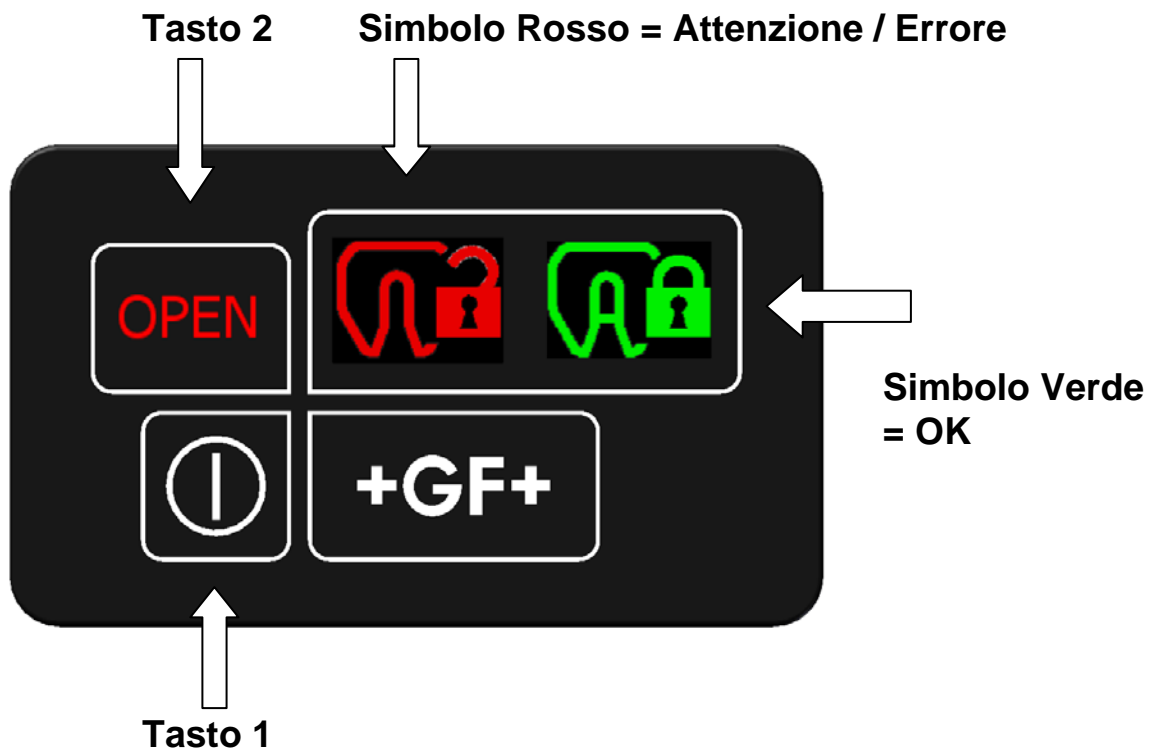 Tasto 2
Simbolo Rosso = Attenzione / Errore
OPEN
Simbolo Verde
= OK
+GF+
Tasto 1